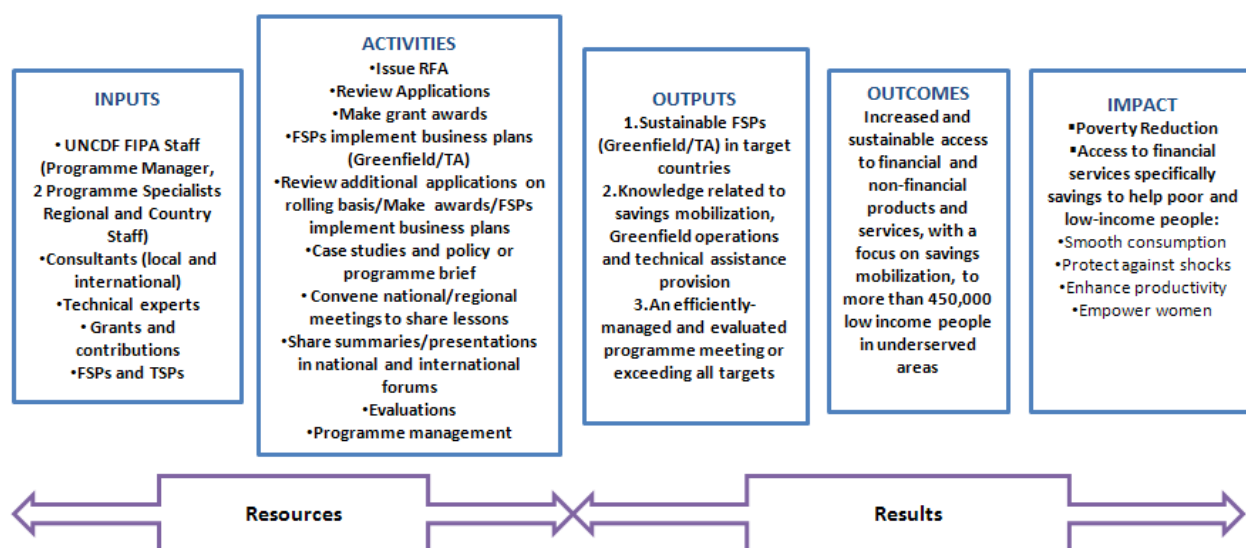 INPUTS
• UNCDF FIPA Staff
(Programme Manager,
2 Programme Specialists
Regional and Country
Staff)
•Consultants (local and
international)
•Technical experts
•Grants and
contributions
•FSPs and TSPs
ACTIVITIES
•Issue RFA
•Review Applications
•Make grant awards
•FSPs implement business plans
(Greenfield/TA)
•Review additional applications on
rolling basis/Make awards/FSPs
implement business plans
•Case studies and policy or
programme brief
•Convene national/regional
meetings to share lessons
•Share summaries/presentations
in national and international
forums
•Evaluations
•Programme management
OUTPUTS
1.Sustainable FSPs
(Greenfield/TA) in target
countries
2.Knowledge related to
savings mobilization,
Greenfield operations
and technical assistance
provision
3.An efficiently-
managed and evaluated
programme meeting or
exceeding all targets
OUTCOMES
Increased and
sustainable access
to financial and
non-financial
products and
services, with a
focus on savings
mobilization, to
more than 450,000
low income people
in underserved
areas
IMPACT
▪Poverty Reduction
▪Access to financial
services specifically
savings to help poor and
low-income people:
•Smooth consumption
•Protect against shocks
•Enhance productivity
•Empower women
Resources
Results